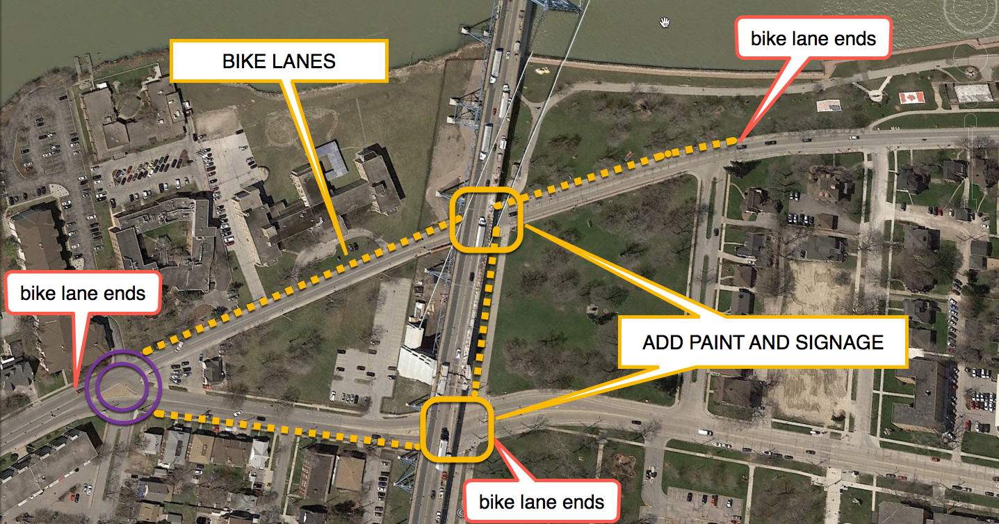 bike lane ends
BIKE LANES
bike lane ends
ADD PAINT AND SIGNAGE
bike lane ends